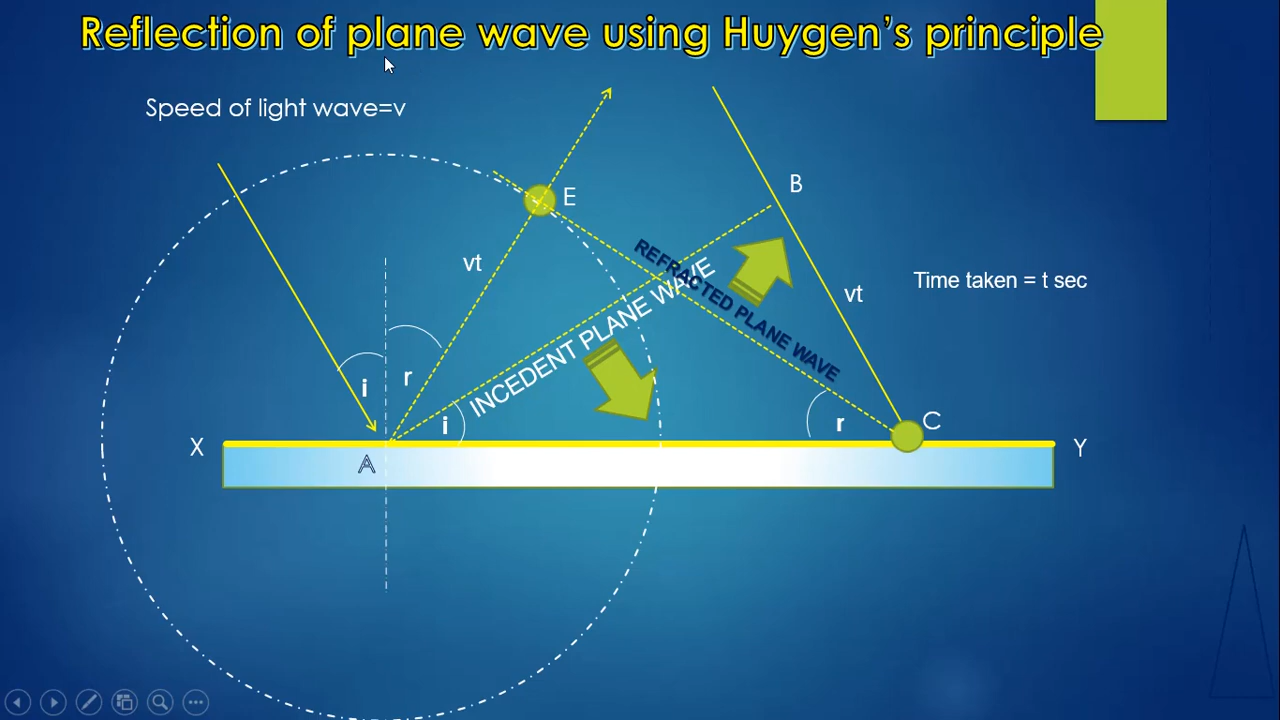 Reflection of plane wave using Huygen's principle
Speed of light wave=v
E
B
vt
REFRACTED PLANE WAVE
INCEDENT PLANE WAVE
vt
Time taken = t sec
i
r
i
r
C
X
A
Y